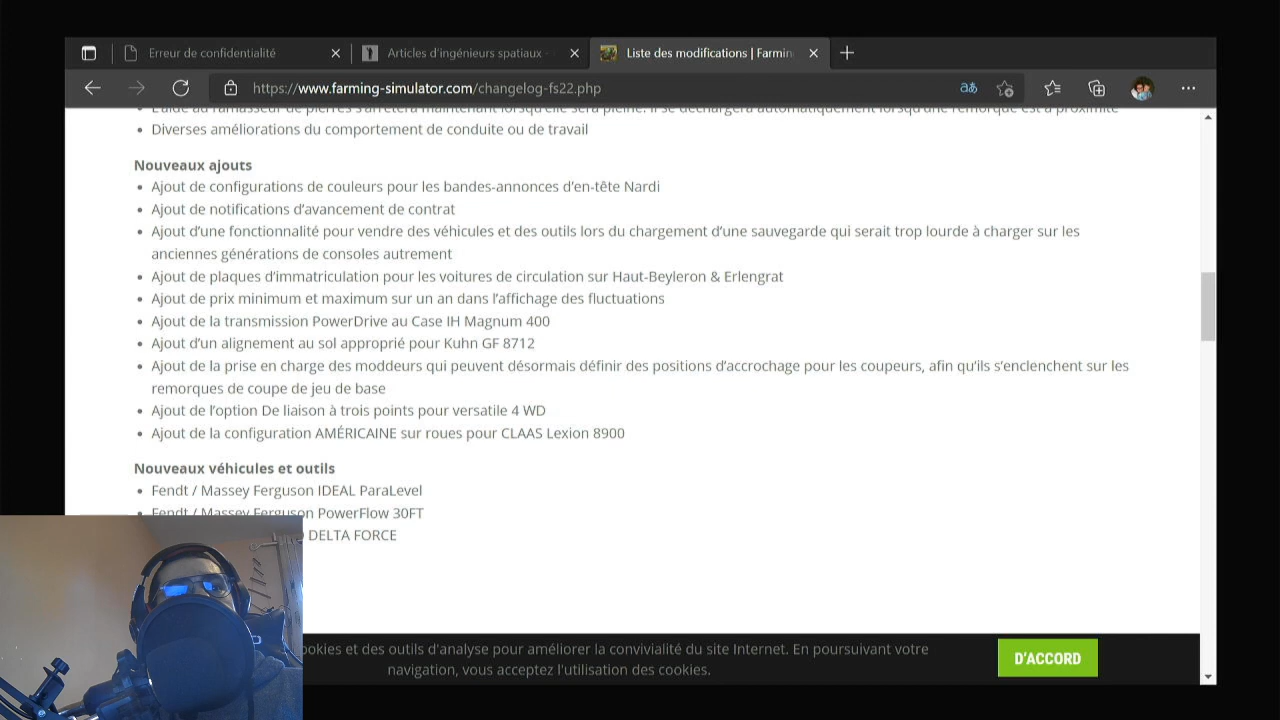 Erreur de confidentialité
Articles d'ingénieurs spatiaux -
Liste des modifications | Farmin
https://www.farming-simulator.com/changelog-fs22.php
aあ
L'aide au ramasseur de pierres s'arrêtera maintenant lorsqu'elle sera pleine. Il se déchargera automatiquement lorsqu'une remorque est à proximité
Diverses améliorations du comportement de conduite ou de travail
Nouveaux ajouts
Ajout de configurations de couleurs pour les bandes-annonces d'en-tête Nardi
Ajout de notifications d'avancement de contrat
Ajout d'une fonctionnalité pour vendre des véhicules et des outils lors du chargement d'une sauvegarde qui serait trop lourde à charger sur les
anciennes générations de consoles autrement
Ajout de plaques d'immatriculation pour les voitures de circulation sur Haut-Beyleron & Erlengrat
Ajout de prix minimum et maximum sur un an dans l'affichage des fluctuations
Ajout de la transmission PowerDrive au Case IH Magnum 400
Ajout d'un alignement au sol approprié pour Kuhn GF 8712
Ajout de la prise en charge des moddeurs qui peuvent désormais définir des positions d'accrochage pour les coupeurs, afin qu'ils s'enclenchent sur les
remorques de coupe de jeu de base
Ajout de l'option De liaison à trois points pour versatile 4 WD
Ajout de la configuration AMÉRICAINE sur roues pour CLAAS Lexion 8900
Nouveaux véhicules et outils
Fendt / Massey Ferguson IDEAL ParaLevel
Fendt / Massey Ferguson PowerFlow 30FT
DELTA FORCE
ookies et des outils d'analyse pour améliorer la convivialité du site Internet. En poursuivant votre
navigation, vous acceptez l'utilisation des cookies.
D'ACCORD